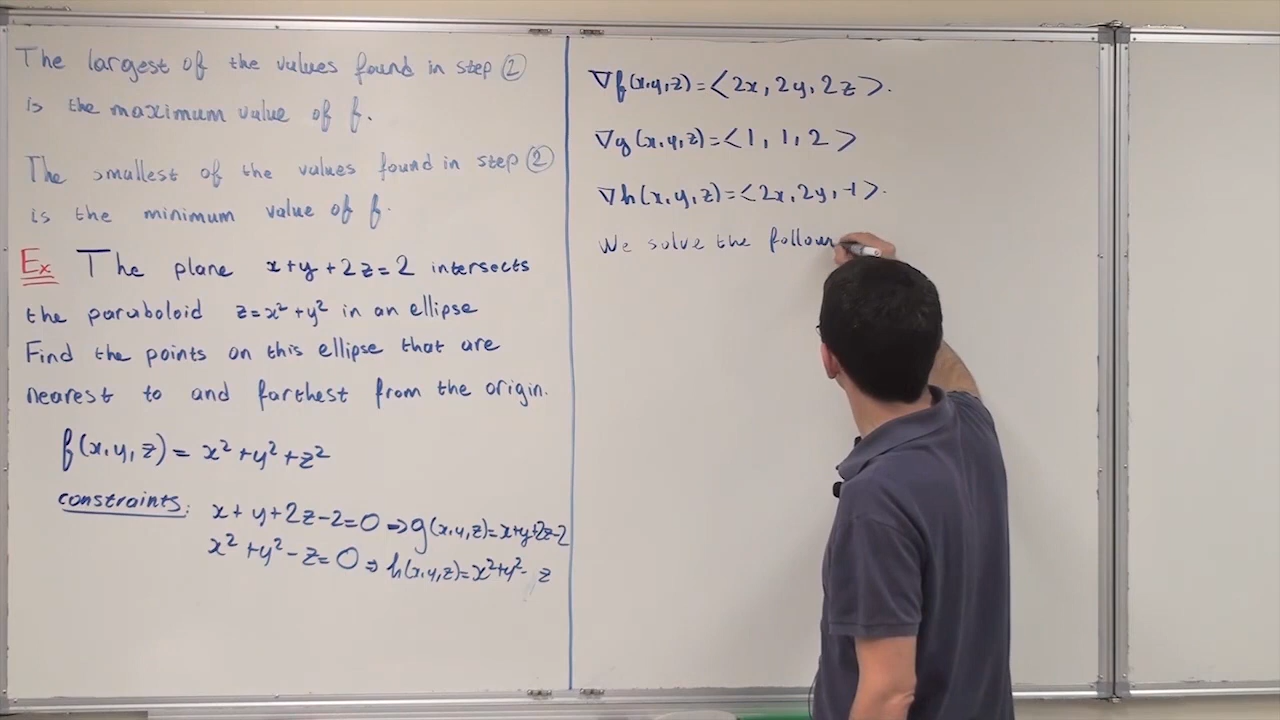 The largest of the values found in step ②
is the maximum value of f.
The smallest of the values found in step ②
is the minimum value of f.
Ex The plane x+y+2z=2 intersects
the paraboloid z=x²+y² in an ellipse
Find the points on this ellipse that are
nearest to and farthest from the origin.
f(x,y,z) = x²+y²+z²
constraints: x+y+2z-2=0 ⇒ g(x,y,z)=x+y+2z-2
x²+y²-z=0 ⇒ h(x,y,z)=x²+y²-z
∇f(x,y,z)=<2x, 2y, 2z>.
∇g(x,y,z)=<1, 1, 2>
∇h(x,y,z)=<2x, 2y, -1>.
We solve the follow